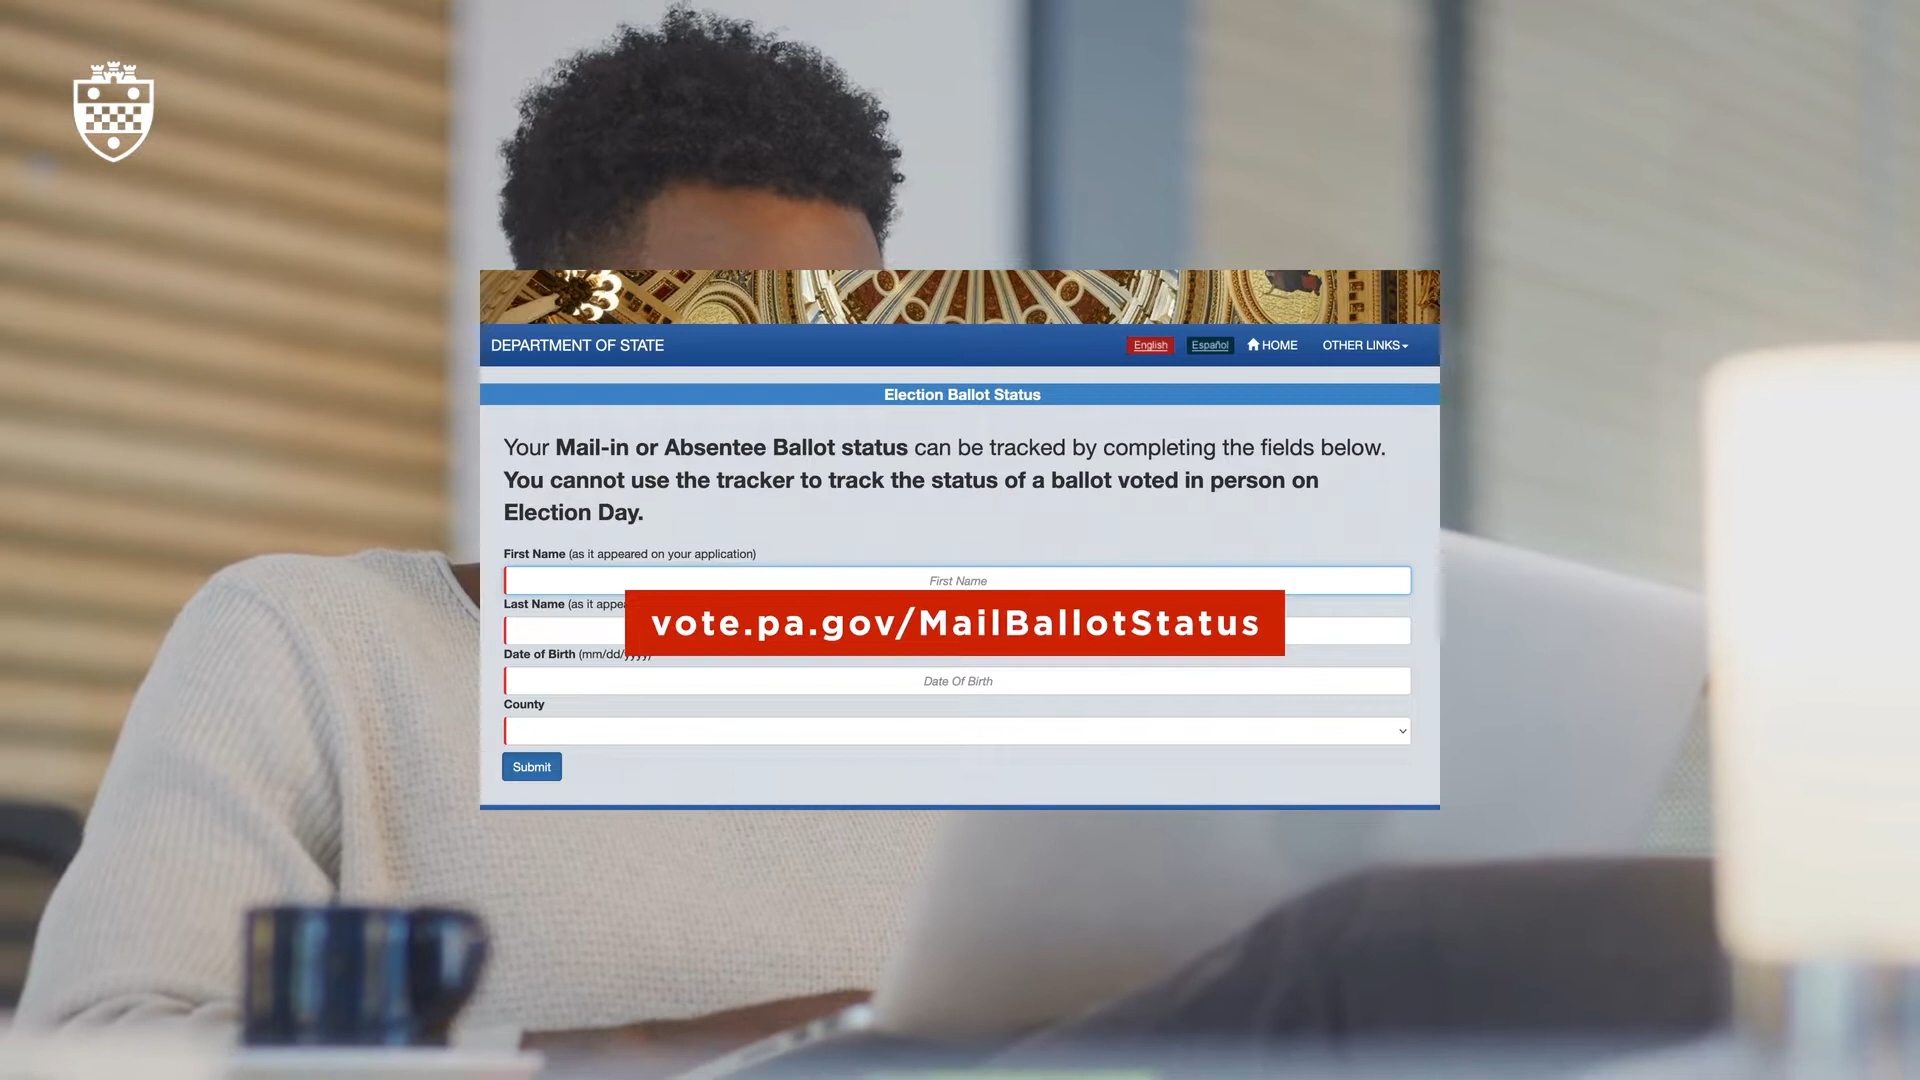 DEPARTMENT OF STATE English Español HOME OTHER LINKS
Election Ballot Status
Your Mail-in or Absentee Ballot status can be tracked by completing the fields below.
You cannot use the tracker to track the status of a ballot voted in person on
Election Day.
First Name (as it appeared on your application)
First Name
Last Name (as it
vote.pa.gov/MailBallotStatus
Date of Birth (mm/dd/yyyy)
Date Of Birth
County
Submit